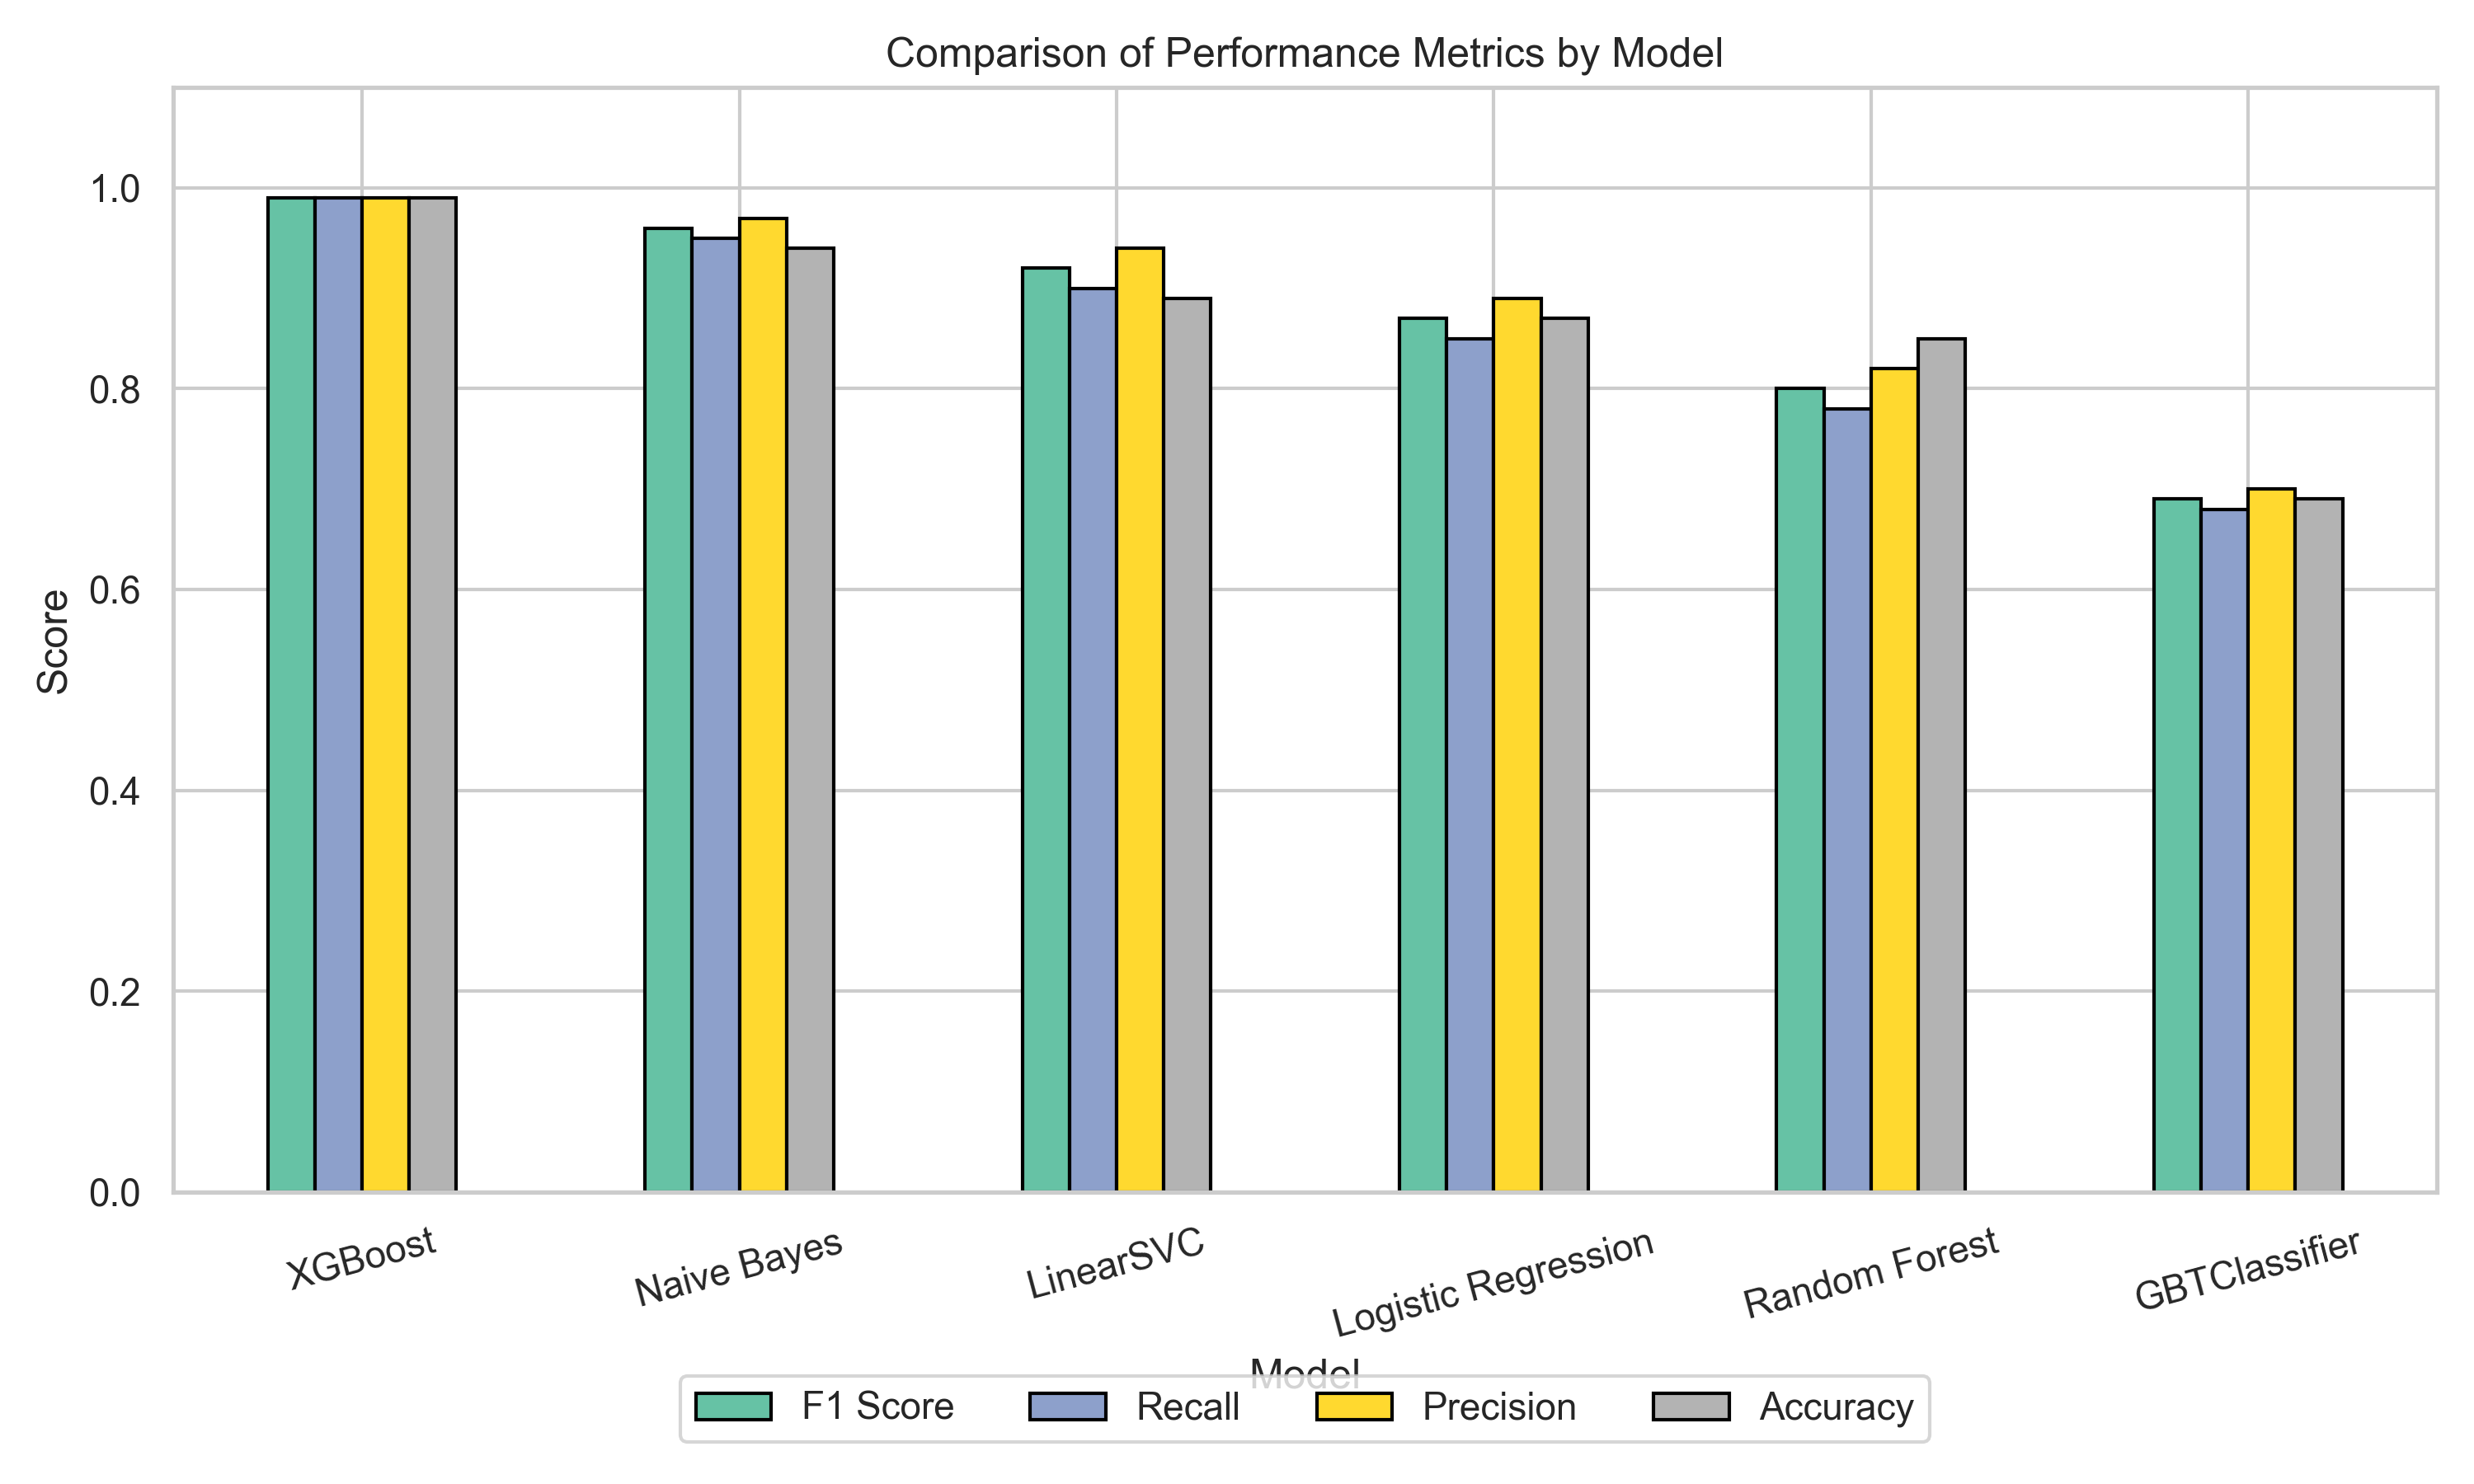 Comparison of Performance Metrics by Model
Score
1.0
0.8
0.6
0.4
0.2
0.0
XGBoost
Naive Bayes
LinearSVC
Logistic Regression
Random Forest
GBTClassifier
Model
F1 Score
Recall
Precision
Accuracy